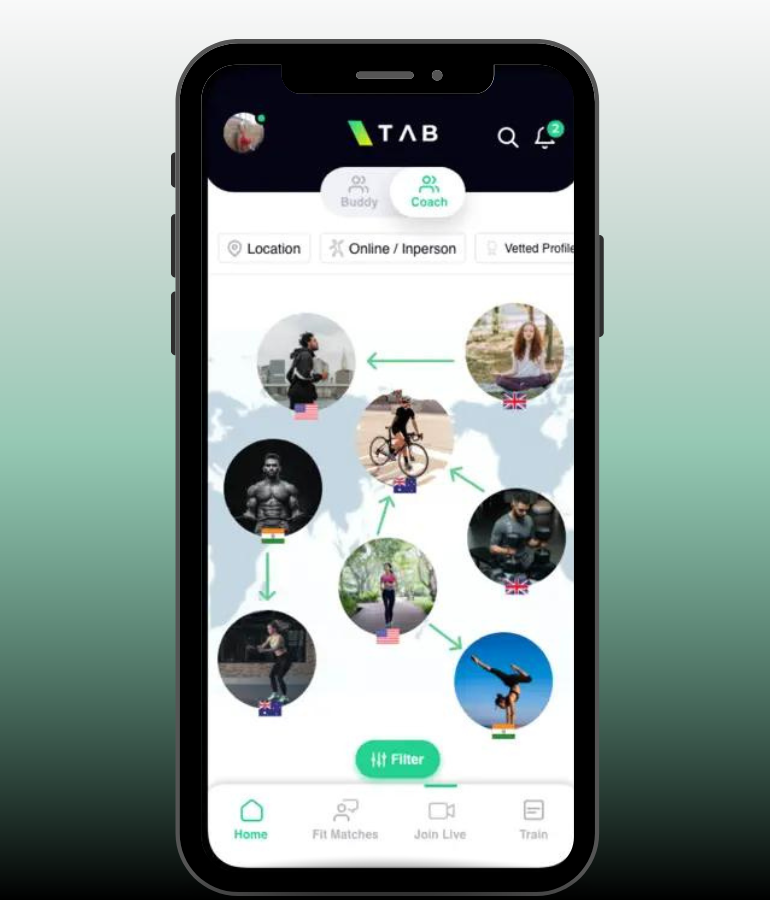 TAB
2
Buddy
Coach
Location
Online / Inperson
Vetted Profile
Filter
Home
Fit Matches
Join Live
Train